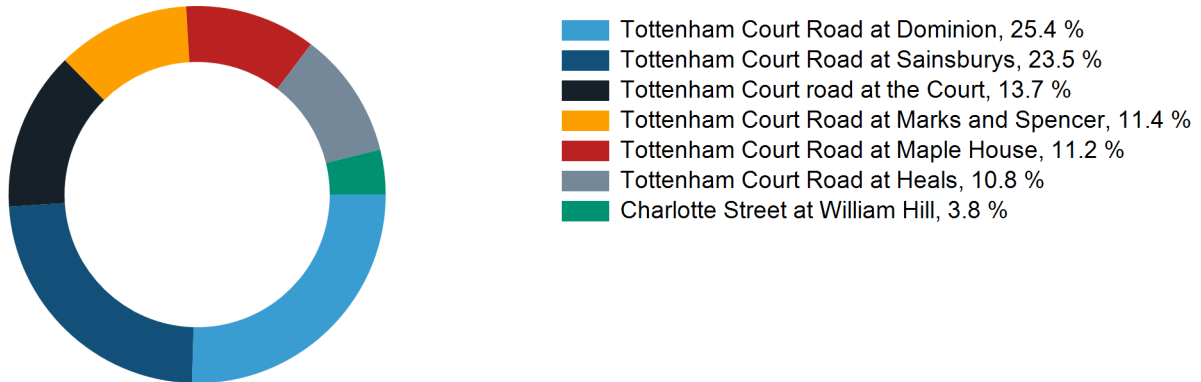 Tottenham Court Road at Dominion, 25.4 %
Tottenham Court Road at Sainsburys, 23.5 %
Tottenham Court road at the Court, 13.7 %
Tottenham Court Road at Marks and Spencer, 11.4 %
Tottenham Court Road at Maple House, 11.2 %
Tottenham Court Road at Heals, 10.8 %
Charlotte Street at William Hill, 3.8 %